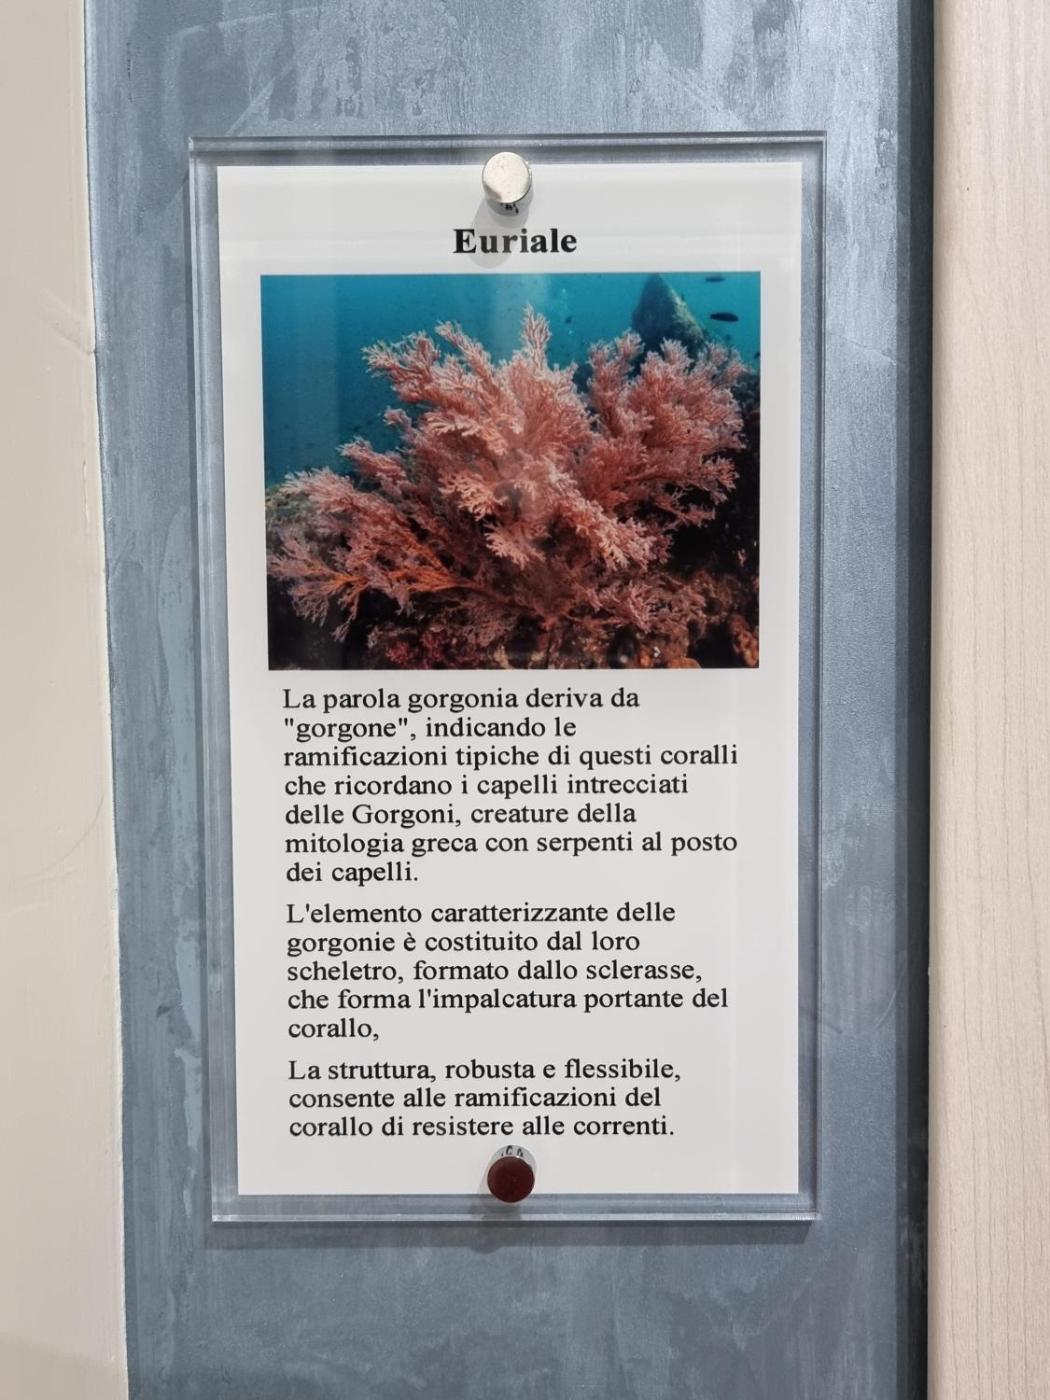 Euriale
La parola gorgonia deriva da
"gorgone", indicando le
ramificazioni tipiche di questi coralli
che ricordano i capelli intrecciati
delle Gorgoni, creature della
mitologia greca con serpenti al posto
dei capelli.
L'elemento caratterizzante delle
gorgonie è costituito dal loro
scheletro, formato dallo sclerasse,
che forma l'impalcatura portante del
corallo,
La struttura, robusta e flessibile,
consente alle ramificazioni del
corallo di resistere alle correnti.